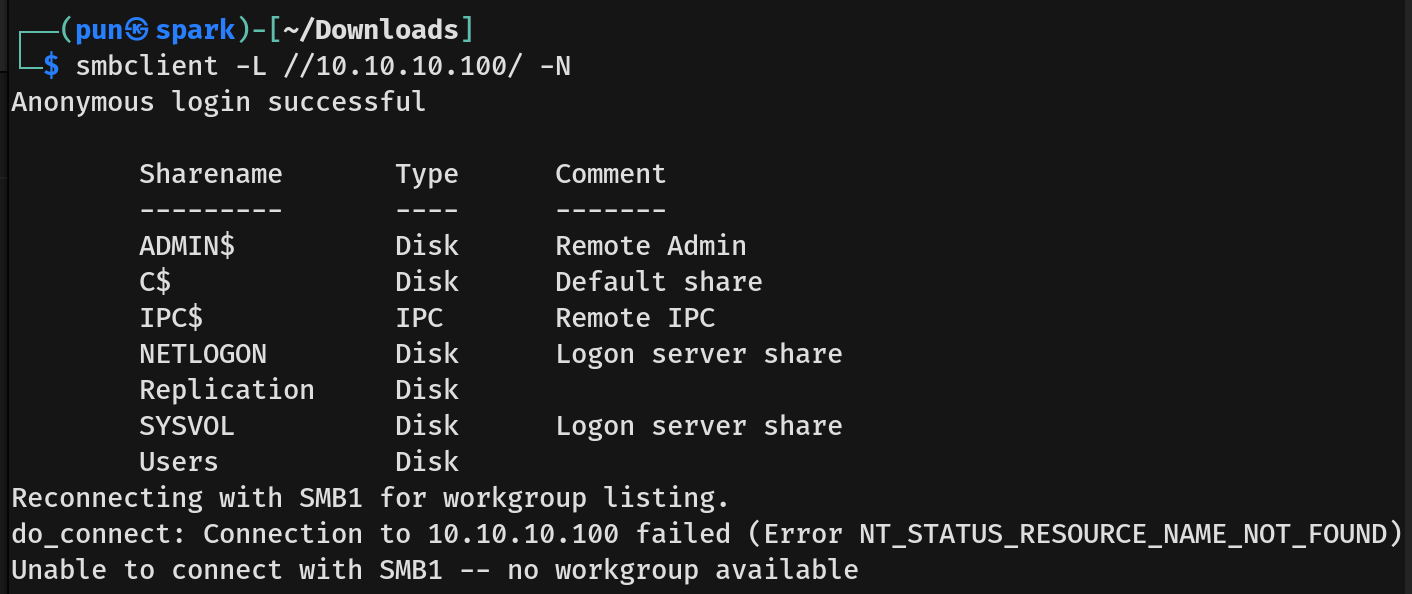 ┌──(pun㉿spark)-[~/Downloads]
└─$ smbclient -L //10.10.10.100/ -N
Anonymous login successful

        Sharename       Type      Comment
        ---------       ----      -------
        ADMIN$          Disk      Remote Admin
        C$              Disk      Default share
        IPC$            IPC       Remote IPC
        NETLOGON        Disk      Logon server share
        Replication     Disk
        SYSVOL          Disk      Logon server share
        Users           Disk
Reconnecting with SMB1 for workgroup listing.
do_connect: Connection to 10.10.10.100 failed (Error NT_STATUS_RESOURCE_NAME_NOT_FOUND)
Unable to connect with SMB1 -- no workgroup available